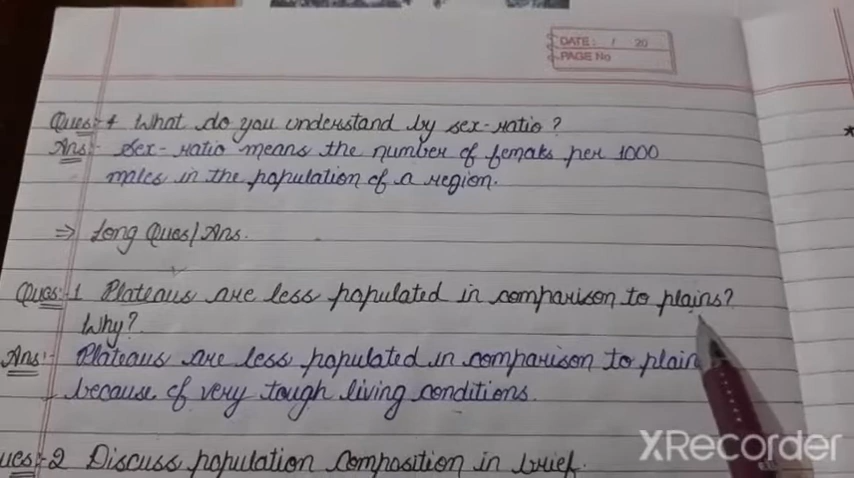 DATE: / 20
PAGE No
Ques:- 4 What do you understand by sex-ratio?
Ans:- Sex-ratio means the number of females per 1000
males in the population of a region.
⇒ Long Ques/Ans.
Ques:-1 Plateaus are less populated in comparison to plains?
Why?
Ans:- Plateaus are less populated in comparison to plain
because of very tough living conditions.
ues:-2 Discuss population composition in brief.
XRecorder